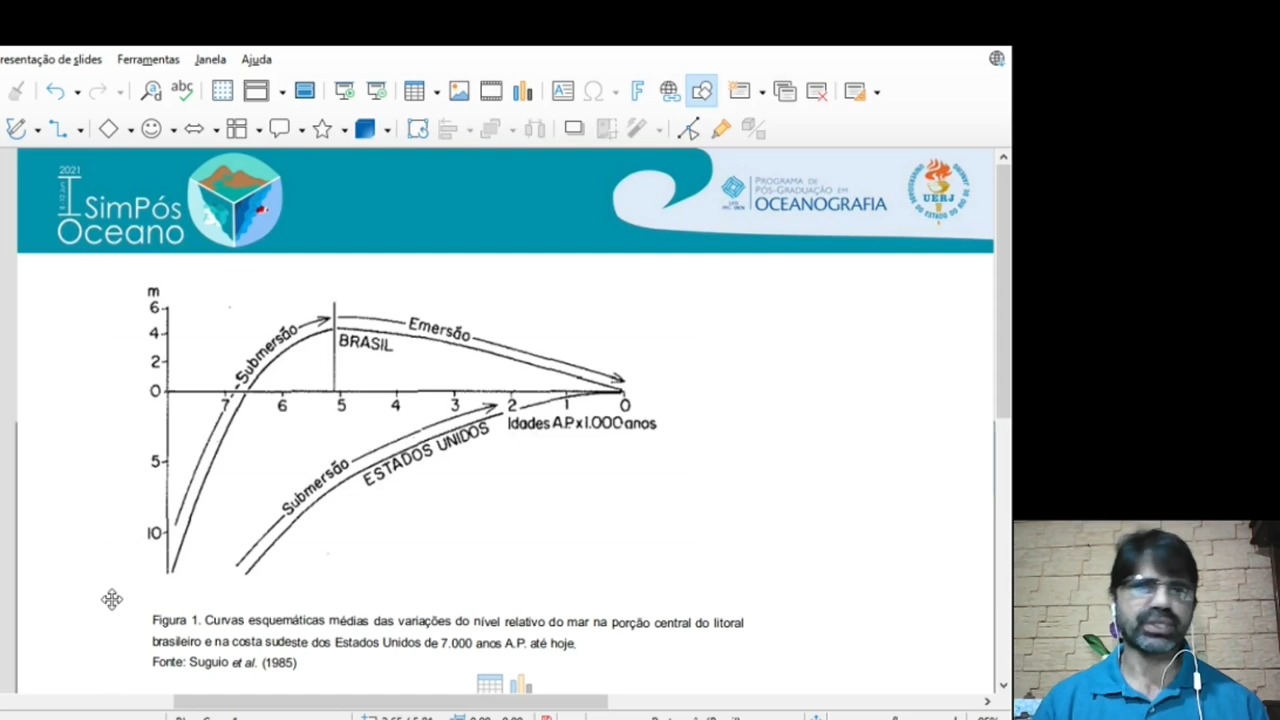 resentação de slides Ferramentas Janela Ajuda
abc
2021
SimPós
Oceano
PROGRAMA DE
PÓS-GRADUAÇÃO EM
OCEANOGRAFIA
UERJ
m
6
4
2
0
5
10
7 6 5 4 3 2 1 0
Submersão
Emersão
BRASIL
Submersão
ESTADOS UNIDOS
Idades A.P.x1.000 anos
Figura 1. Curvas esquemáticas médias das variações do nível relativo do mar na porção central do litoral
brasileiro e na costa sudeste dos Estados Unidos de 7.000 anos A.P. até hoje.
Fonte: Suguio et al. (1985)